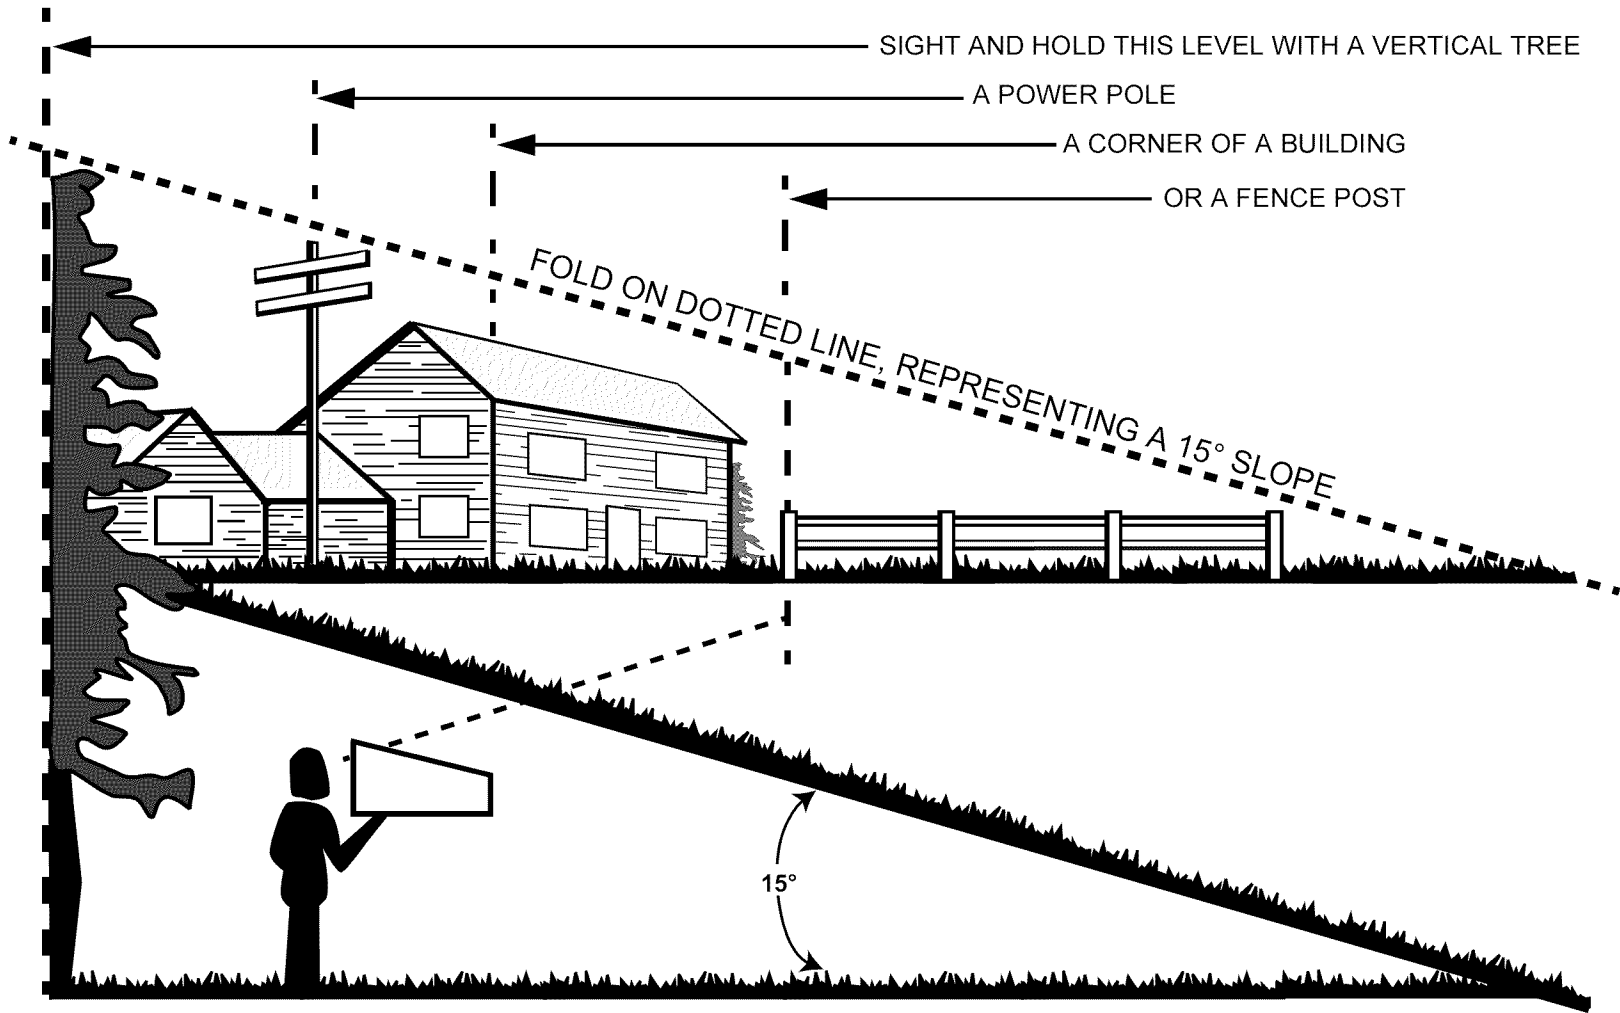 SIGHT AND HOLD THIS LEVEL WITH A VERTICAL TREE
A POWER POLE
A CORNER OF A BUILDING
OR A FENCE POST
FOLD ON DOTTED LINE, REPRESENTING A 15° SLOPE
15°